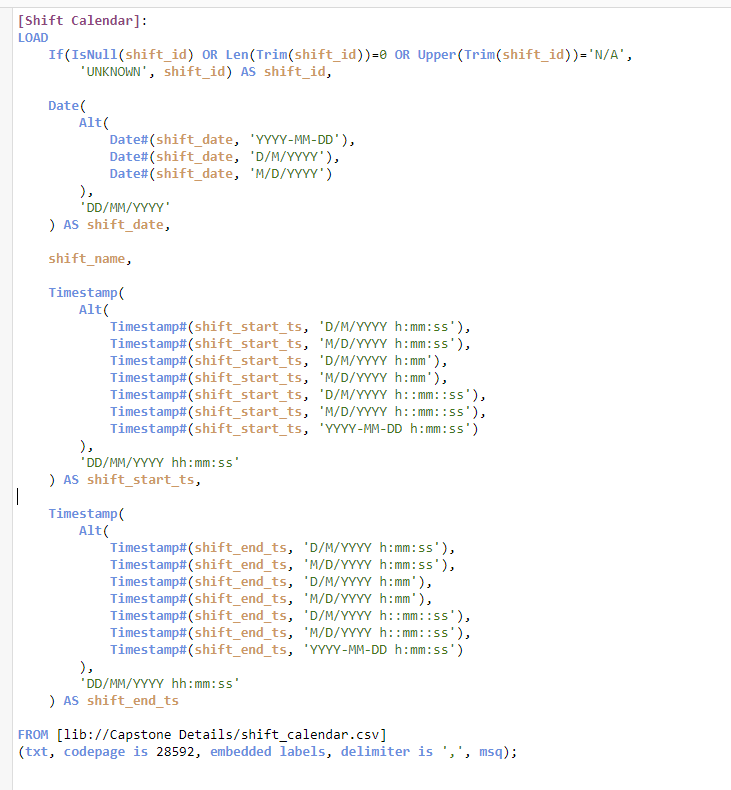 [Shift Calendar]:
LOAD
    If(IsNull(shift_id) OR Len(Trim(shift_id))=0 OR Upper(Trim(shift_id))='N/A',
        'UNKNOWN', shift_id) AS shift_id,

    Date(
        Alt(
            Date#(shift_date, 'YYYY-MM-DD'),
            Date#(shift_date, 'D/M/YYYY'),
            Date#(shift_date, 'M/D/YYYY')
        ),
        'DD/MM/YYYY'
    ) AS shift_date,

    shift_name,

    Timestamp(
        Alt(
            Timestamp#(shift_start_ts, 'D/M/YYYY h:mm:ss'),
            Timestamp#(shift_start_ts, 'M/D/YYYY h:mm:ss'),
            Timestamp#(shift_start_ts, 'D/M/YYYY h:mm'),
            Timestamp#(shift_start_ts, 'M/D/YYYY h:mm'),
            Timestamp#(shift_start_ts, 'D/M/YYYY h::mm::ss'),
            Timestamp#(shift_start_ts, 'M/D/YYYY h::mm::ss'),
            Timestamp#(shift_start_ts, 'YYYY-MM-DD h:mm:ss')
        ),
        'DD/MM/YYYY hh:mm:ss'
    ) AS shift_start_ts,

    Timestamp(
        Alt(
            Timestamp#(shift_end_ts, 'D/M/YYYY h:mm:ss'),
            Timestamp#(shift_end_ts, 'M/D/YYYY h:mm:ss'),
            Timestamp#(shift_end_ts, 'D/M/YYYY h:mm'),
            Timestamp#(shift_end_ts, 'M/D/YYYY h:mm'),
            Timestamp#(shift_end_ts, 'D/M/YYYY h::mm::ss'),
            Timestamp#(shift_end_ts, 'M/D/YYYY h::mm::ss'),
            Timestamp#(shift_end_ts, 'YYYY-MM-DD h:mm:ss')
        ),
        'DD/MM/YYYY hh:mm:ss'
    ) AS shift_end_ts

FROM [lib://Capstone Details/shift_calendar.csv]
(txt, codepage is 28592, embedded labels, delimiter is ',', msq);